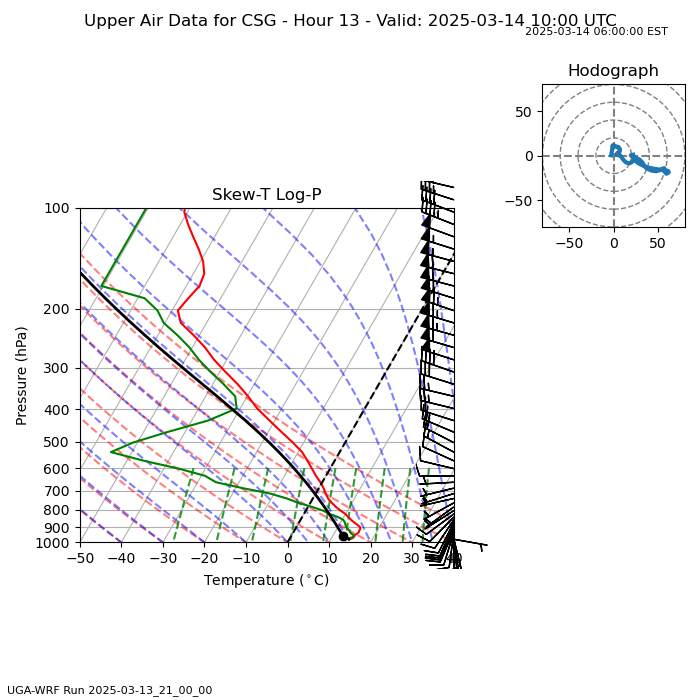 Upper Air Data for CSG - Hour 13 - Valid: 2025-03-14 10:00 UTC
2025-03-14 06:00:00 EST
Hodograph
50
0
−50
−50 0 50
Skew-T Log-P
100
200
300
400
500
600
700
800
900
1000
Pressure (hPa)
−50 −40 −30 −20 −10 0 10 20 30 40
Temperature (°C)
UGA-WRF Run 2025-03-13_21_00_00